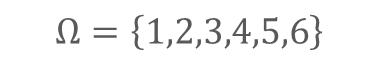 Ω = {1,2,3,4,5,6}